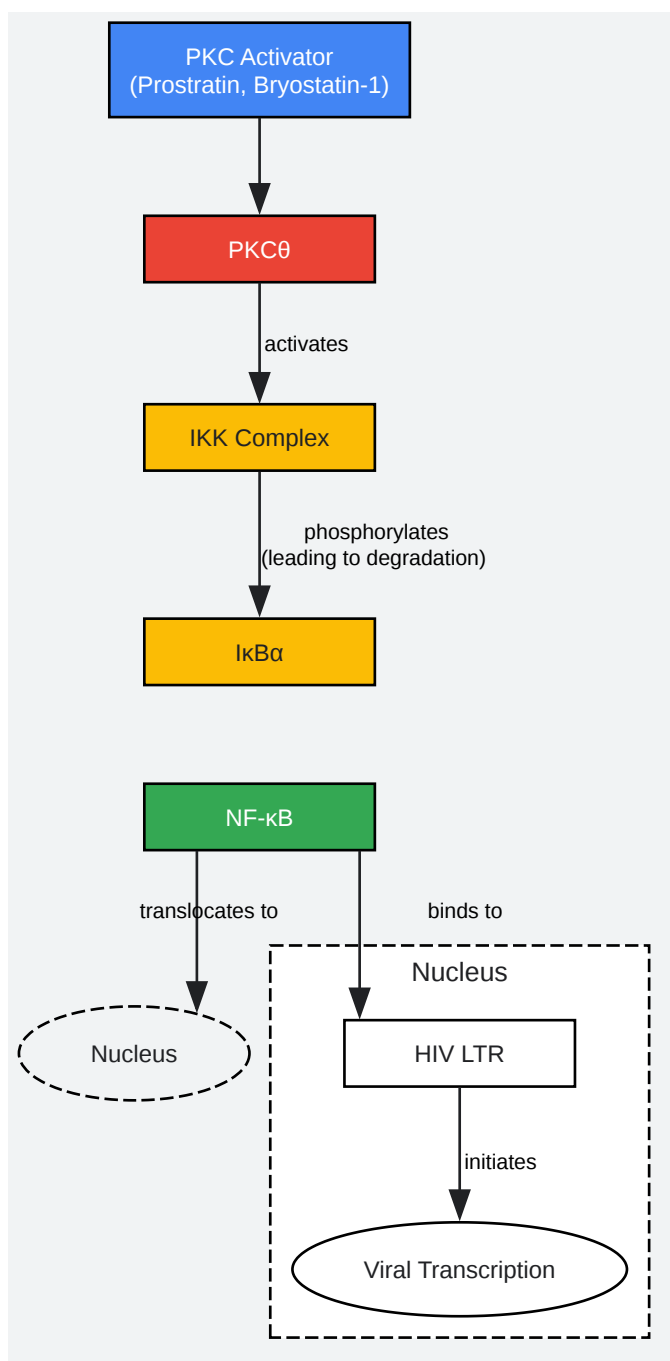 PKC Activator
(Prostratin, Bryostatin-1)
PKCθ
activates
IKK Complex
phosphorylates
(leading to degradation)
IκBα
NF-κB
translocates to
binds to
Nucleus
Nucleus
HIV LTR
initiates
Viral Transcription